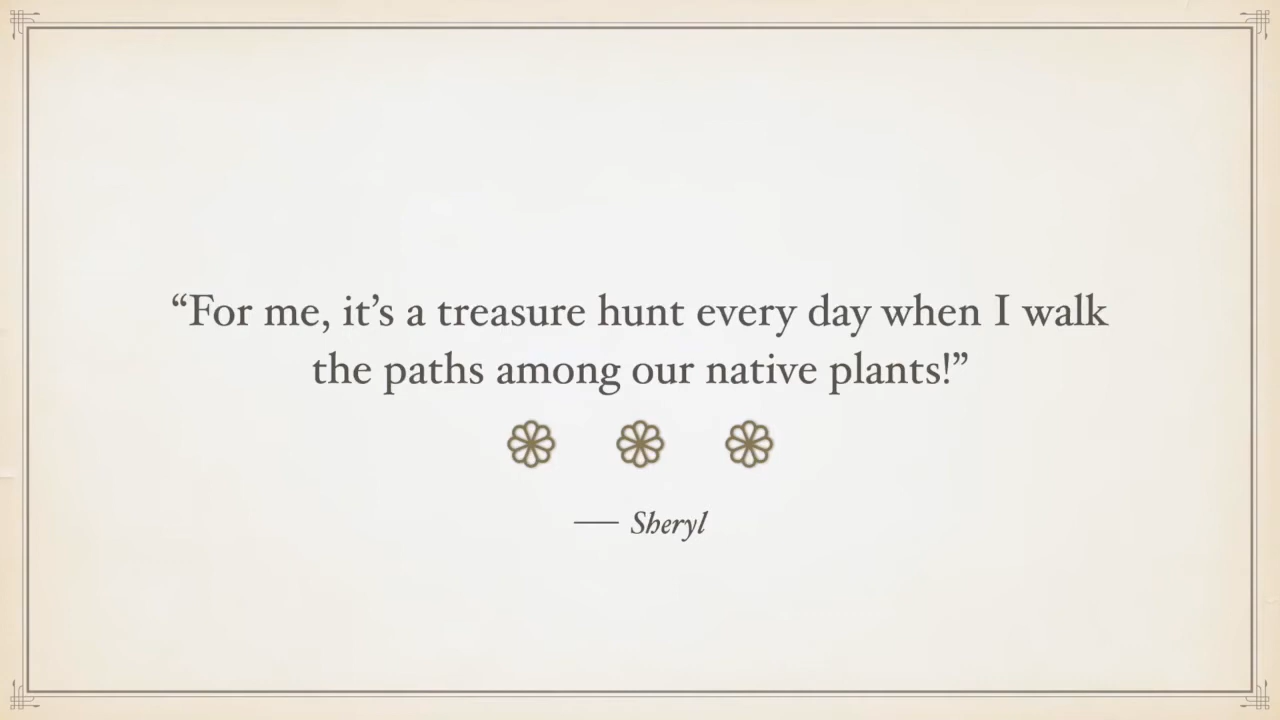 “For me, it’s a treasure hunt every day when I walk
the paths among our native plants!”
— Sheryl